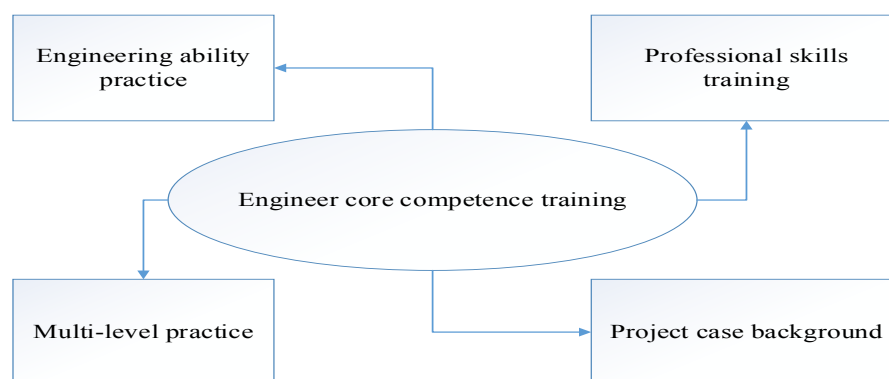 Engineering ability
practice
Professional skills
training
Engineer core competence training
Multi-level practice
Project case background